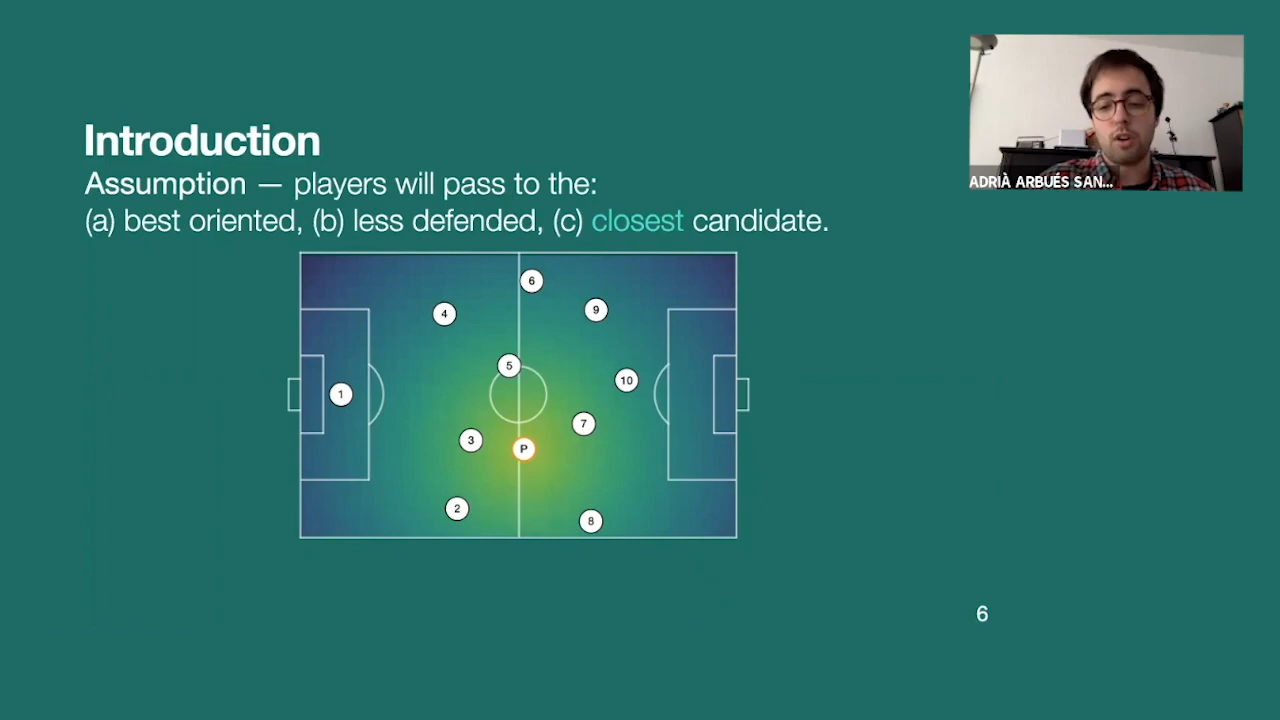 ADRIÀ ARBUÉS SAN...
Introduction
Assumption — players will pass to the:
(a) best oriented, (b) less defended, (c) closest candidate.
6
4
9
5
10
1
7
3
P
2
8
6